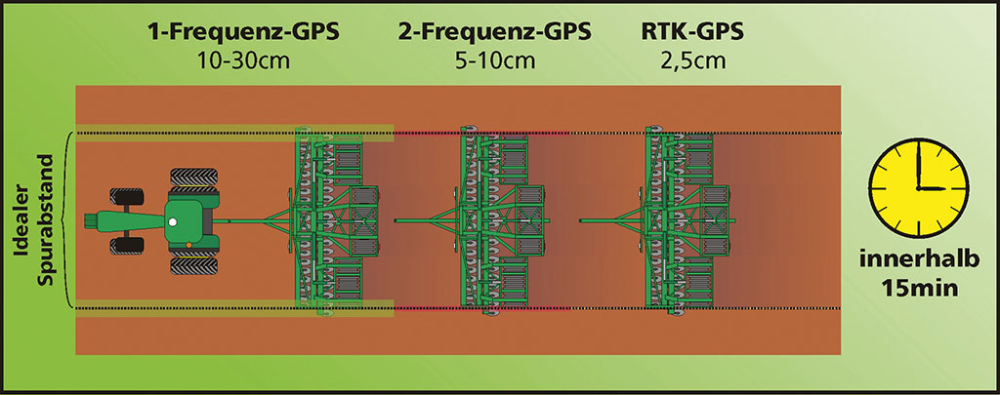 1-Frequenz-GPS
10-30cm
2-Frequenz-GPS
5-10cm
RTK-GPS
2,5cm
Idealer
Spurabstand
innerhalb
15min